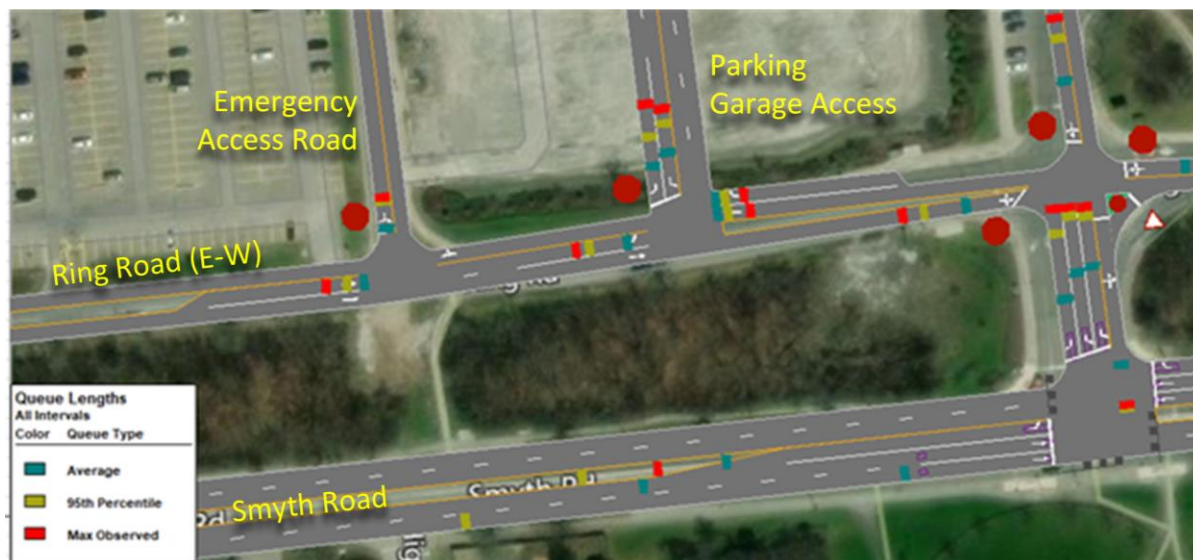 Emergency
Access Road
Parking
Garage Access
Ring Road (E-W)
Smyth Road
Queue Lengths
All Intervals
Color Queue Type
Average
95th Percentile
Max Observed